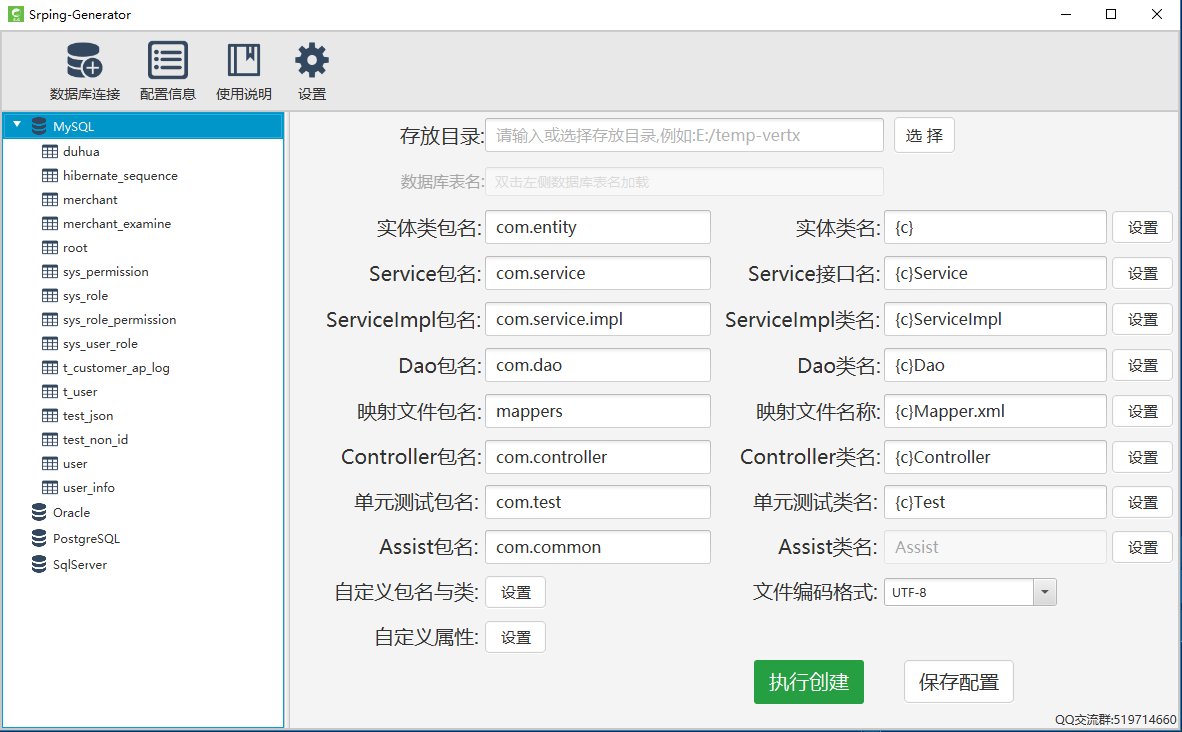 Srping-Generator
数据库连接 配置信息 使用说明 设置
MySQL
duhua
hibernate_sequence
merchant
merchant_examine
root
sys_permission
sys_role
sys_role_permission
sys_user_role
t_customer_ap_log
t_user
test_json
test_non_id
user
user_info
Oracle
PostgreSQL
SqlServer
存放目录: 请输入或选择存放目录,例如:E:/temp-vertx 选 择
数据库表名: 双击左侧数据库表名加载
实体类包名: com.entity 实体类名: {c} 设置
Service包名: com.service Service接口名: {c}Service 设置
ServiceImpl包名: com.service.impl ServiceImpl类名: {c}ServiceImpl 设置
Dao包名: com.dao Dao类名: {c}Dao 设置
映射文件包名: mappers 映射文件名称: {c}Mapper.xml 设置
Controller包名: com.controller Controller类名: {c}Controller 设置
单元测试包名: com.test 单元测试类名: {c}Test 设置
Assist包名: com.common Assist类名: Assist 设置
自定义包名与类: 设置 文件编码格式: UTF-8
自定义属性: 设置
执行创建 保存配置
QQ交流群:519714660